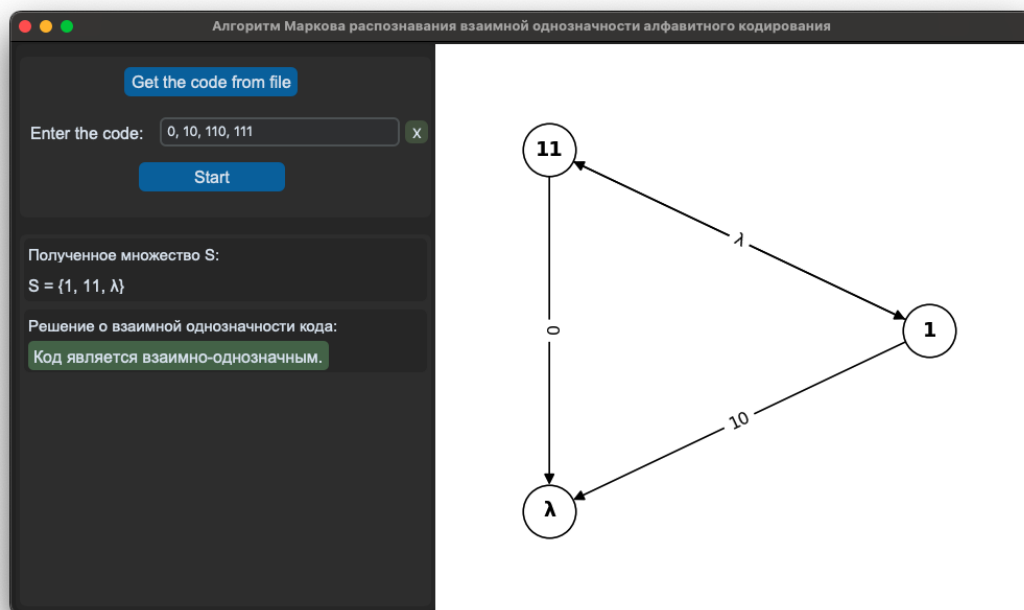 Алгоритм Маркова распознавания взаимной однозначности алфавитного кодирования
Get the code from file
Enter the code: 0, 10, 110, 111 X
Start
Полученное множество S:
S = {1, 11, λ}
Решение о взаимной однозначности кода:
Код является взаимно-однозначным.
11
λ
0
1
10
λ